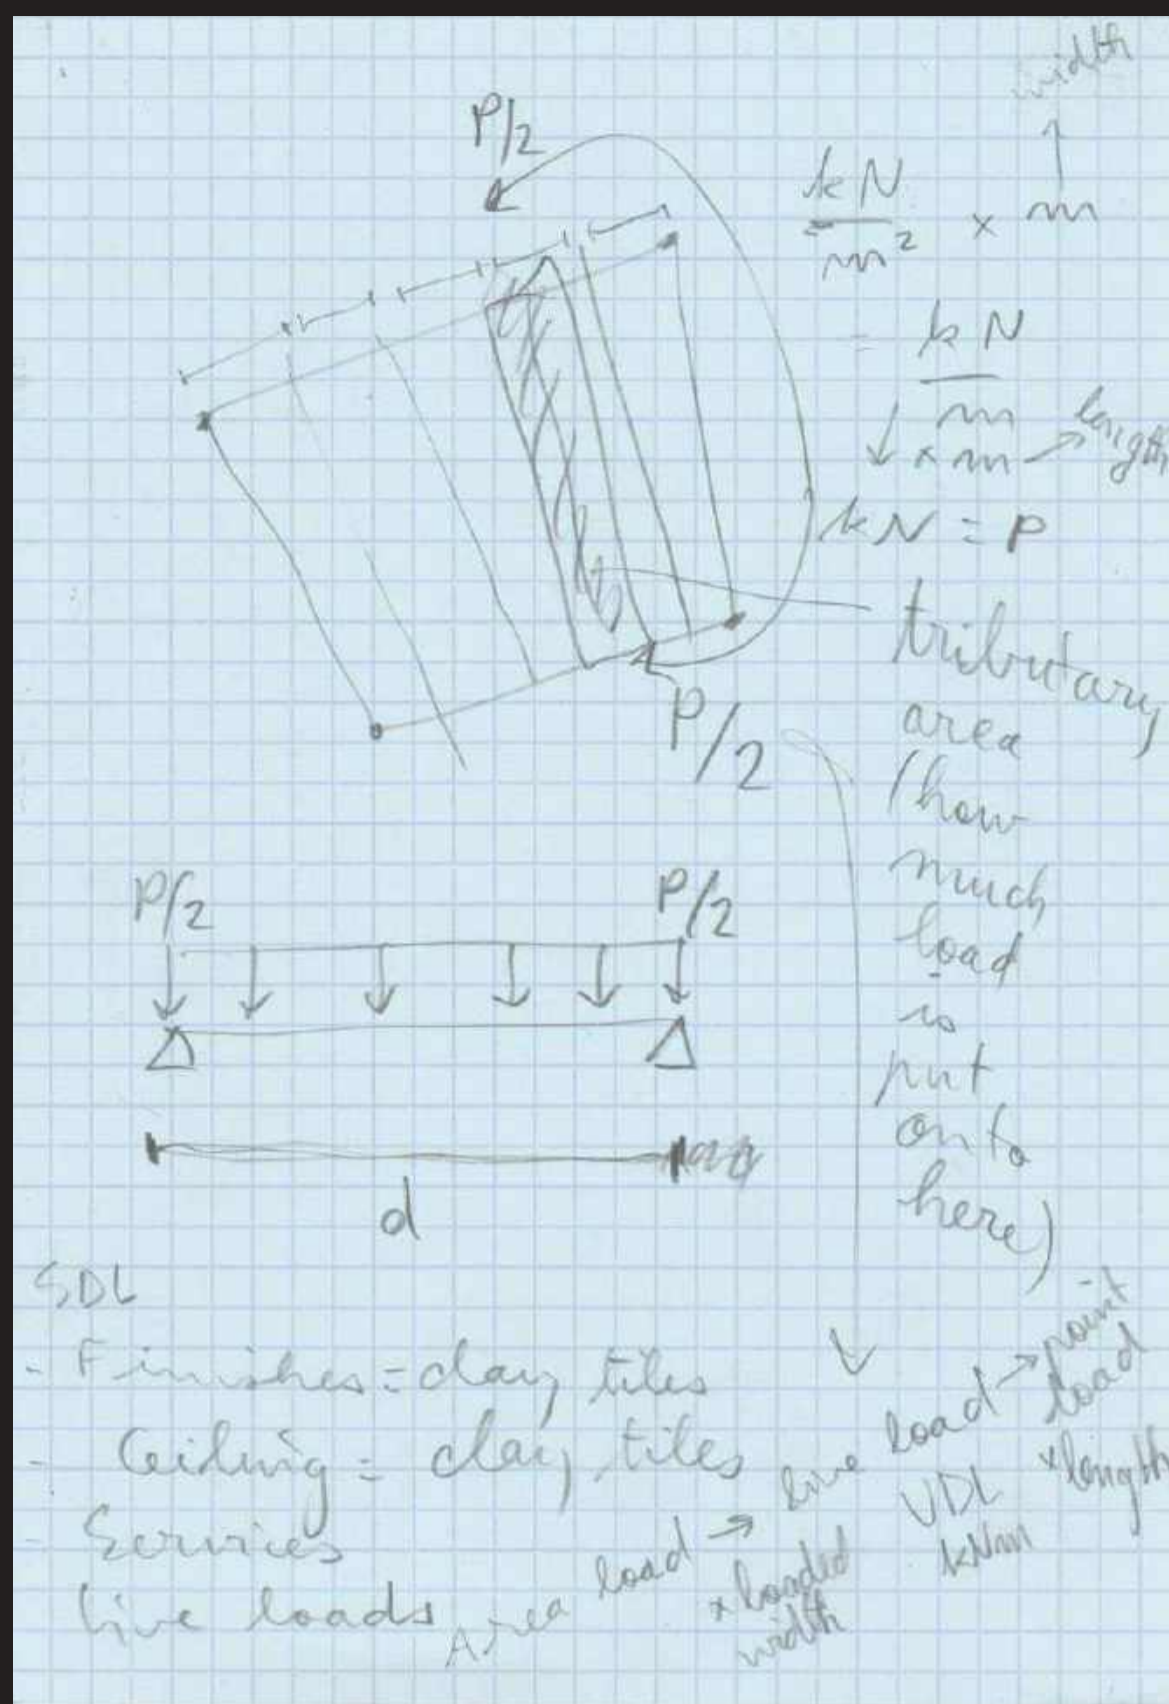 width
P/2
kN/m² × m
= kN/m
× m → length
kN = P
tributary
area
(how
much
load
is
put
onto
here)
P/2
P/2
P/2
d
SDL
- Finishes = clay tiles
- Ceiling = clay tiles
- Services
live loads
Area load → line load → point load
× loaded width
UDL
kNm
× length